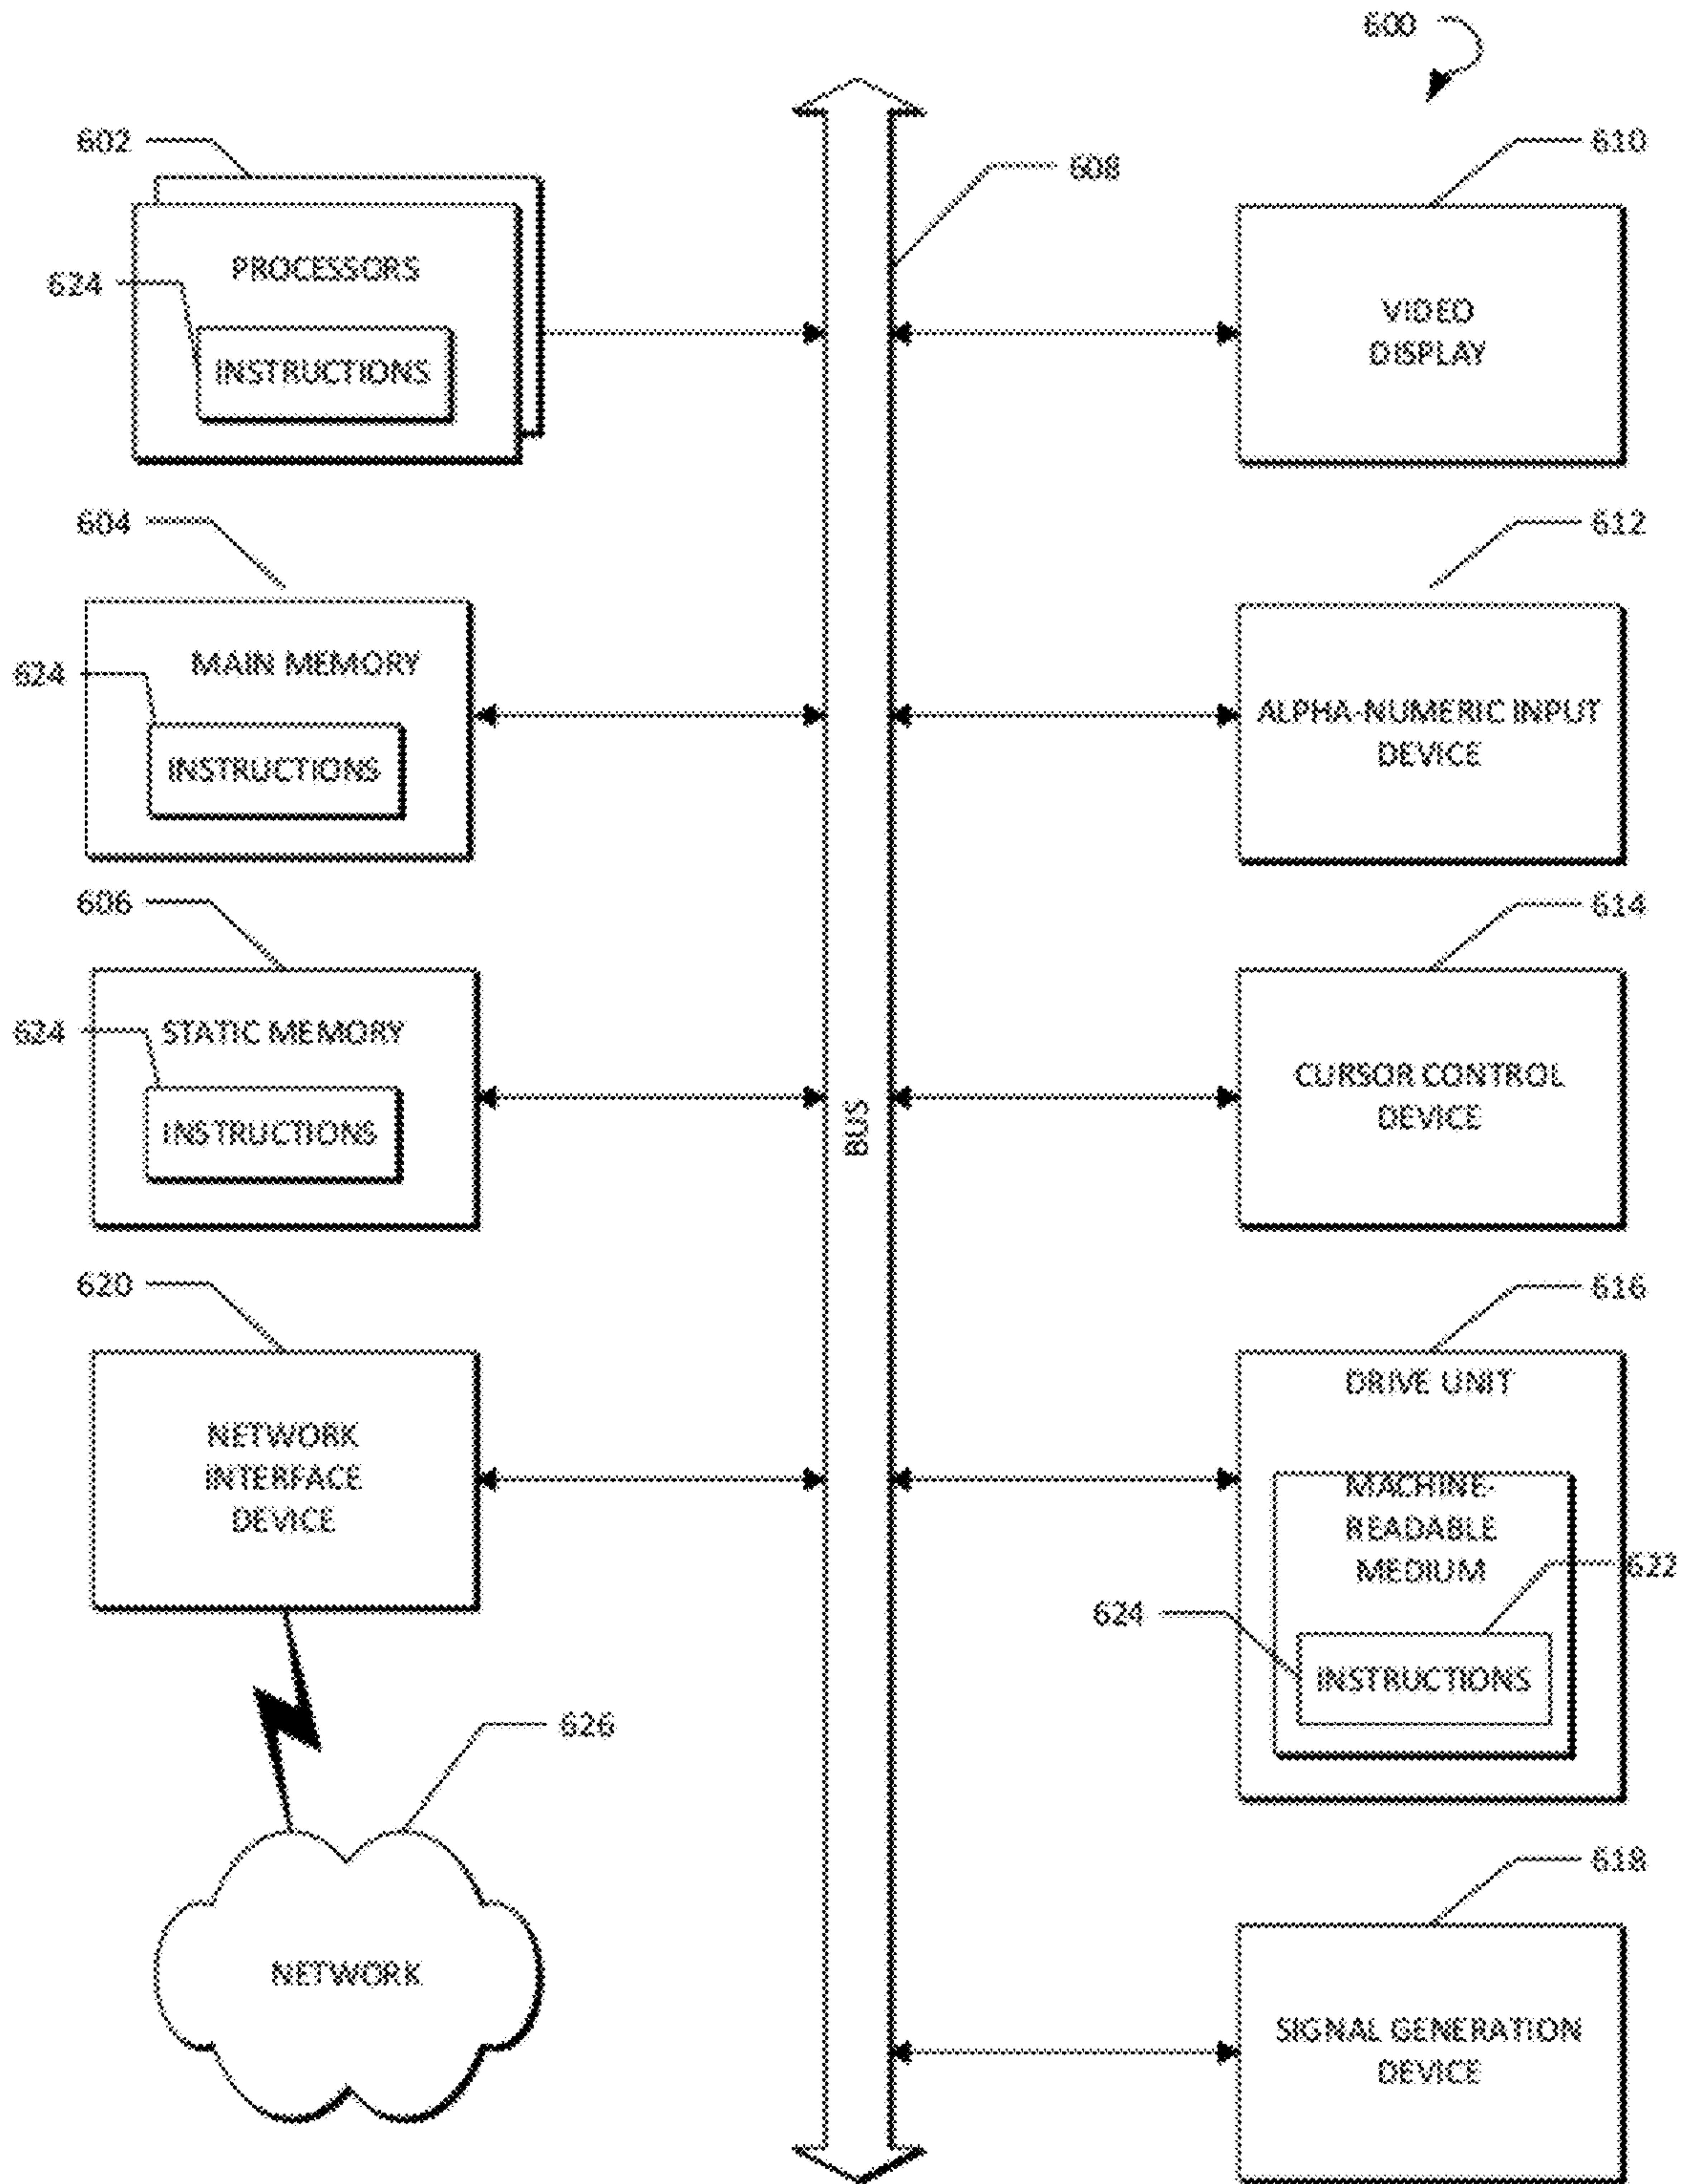 600
602
608
610
PROCESSORS
624
INSTRUCTIONS
VIDEO
DISPLAY
604
612
MAIN MEMORY
624
INSTRUCTIONS
ALPHA-NUMERIC INPUT
DEVICE
606
614
STATIC MEMORY
624
INSTRUCTIONS
CURSOR CONTROL
DEVICE
BUS
620
616
NETWORK
INTERFACE
DEVICE
DRIVE UNIT
MACHINE-
READABLE
MEDIUM
622
624
INSTRUCTIONS
626
618
NETWORK
SIGNAL GENERATION
DEVICE